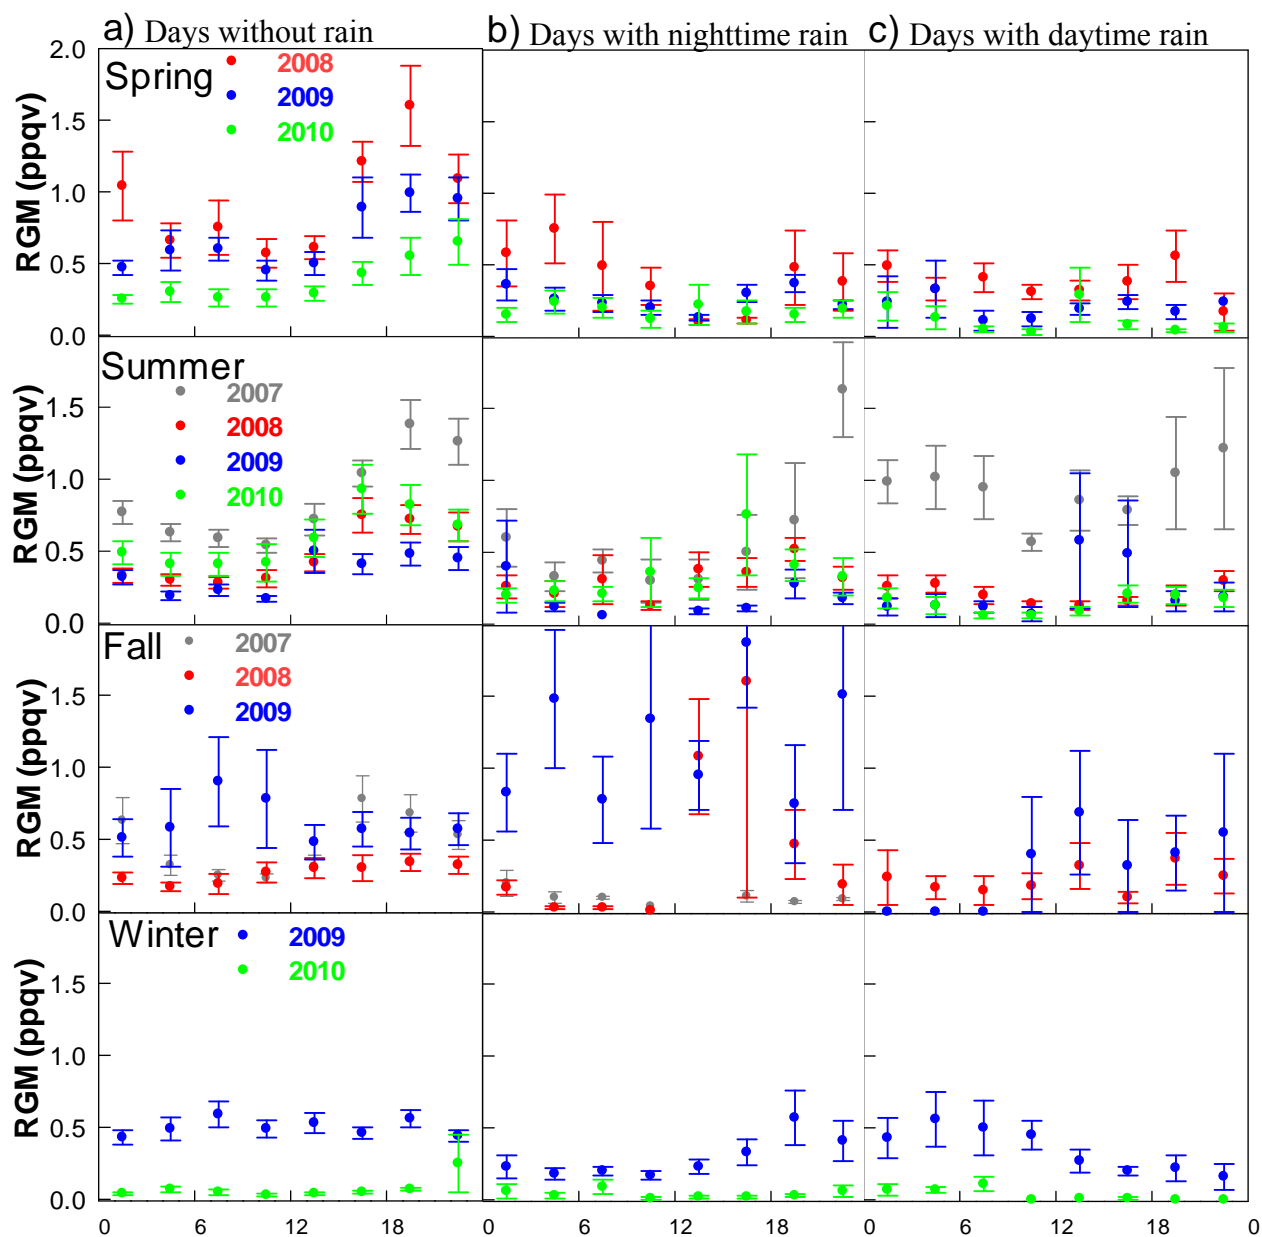 a) Days without rain b) Days with nighttime rain c) Days with daytime rain
2.0
Spring
2008
2009
2010
1.5
1.0
0.5
0.0
RGM (ppqv)
Summer
2007
2008
2009
2010
1.5
1.0
0.5
0.0
RGM (ppqv)
Fall
2007
2008
2009
1.5
1.0
0.5
0.0
RGM (ppqv)
Winter
2009
2010
1.5
1.0
0.5
0.0
RGM (ppqv)
0 6 12 18 0 6 12 18 0 6 12 18 0